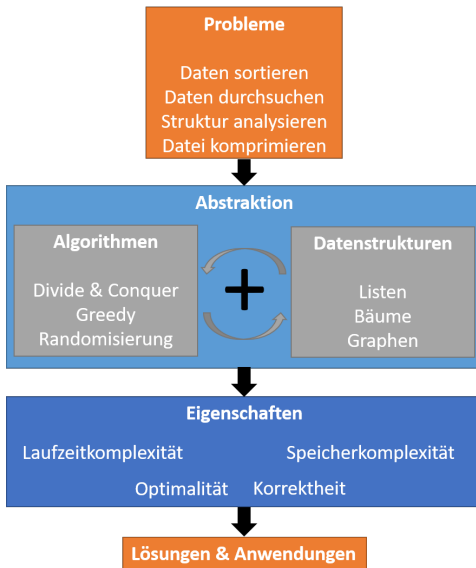 Probleme
Daten sortieren
Daten durchsuchen
Struktur analysieren
Datei komprimieren
Abstraktion
Algorithmen
Divide & Conquer
Greedy
Randomisierung
+
Datenstrukturen
Listen
Bäume
Graphen
Eigenschaften
Laufzeitkomplexität
Speicherkomplexität
Optimalität
Korrektheit
Lösungen & Anwendungen